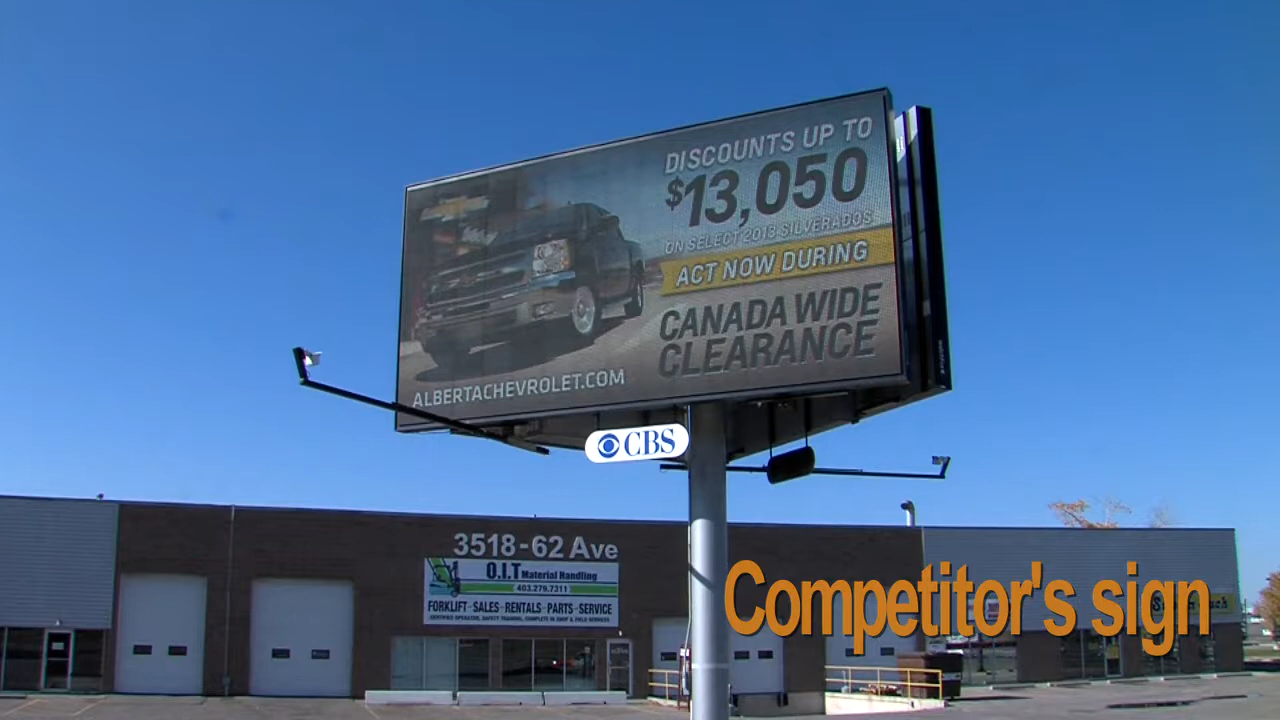 DISCOUNTS UP TO
$13,050
ON SELECT 2013 SILVERADOS
ACT NOW DURING
CANADA WIDE
CLEARANCE
ALBERTACHEVROLET.COM
CBS
3518-62 Ave
O.I.T Material Handling
403.279.7311
FORKLIFT-SALES-RENTALS-PARTS-SERVICE
Competitor's sign